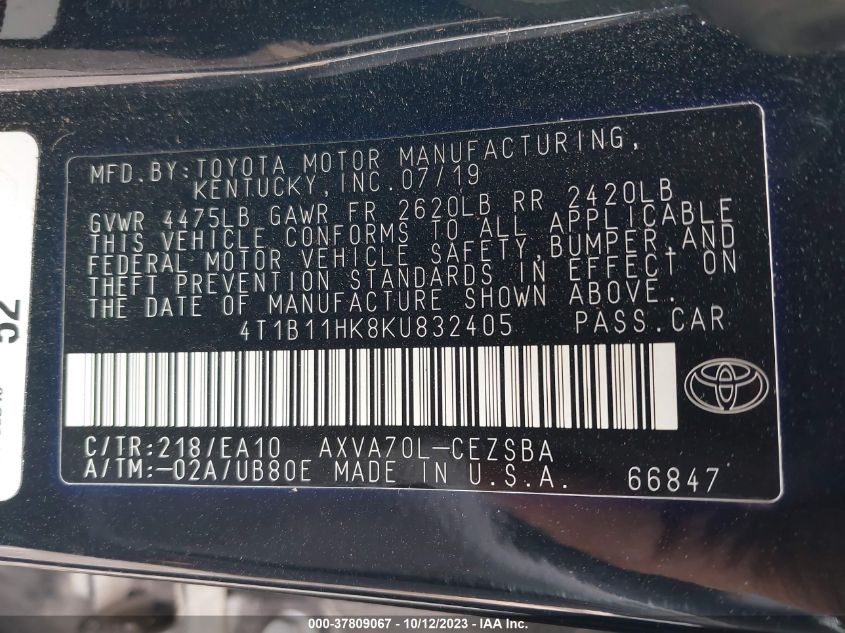 MFD.BY:TOYOTA MOTOR MANUFACTURING,
KENTUCKY, INC.07/19
GVWR 4475LB GAWR FR 2620LB RR 2420LB
THIS VEHICLE CONFORMS TO ALL APPLICABLE
FEDERAL MOTOR VEHICLE SAFETY,BUMPER,AND
THEFT PREVENTION STANDARDS IN EFFECT ON
THE DATE OF MANUFACTURE SHOWN ABOVE.
4T1B11HK8KU832405 PASS.CAR
C/TR:218/EA10 AXVA70L-CEZSBA
A/TM:-02A/UB80E MADE IN U.S.A. 66847
52
000-37809067 - 10/12/2023 - IAA Inc.